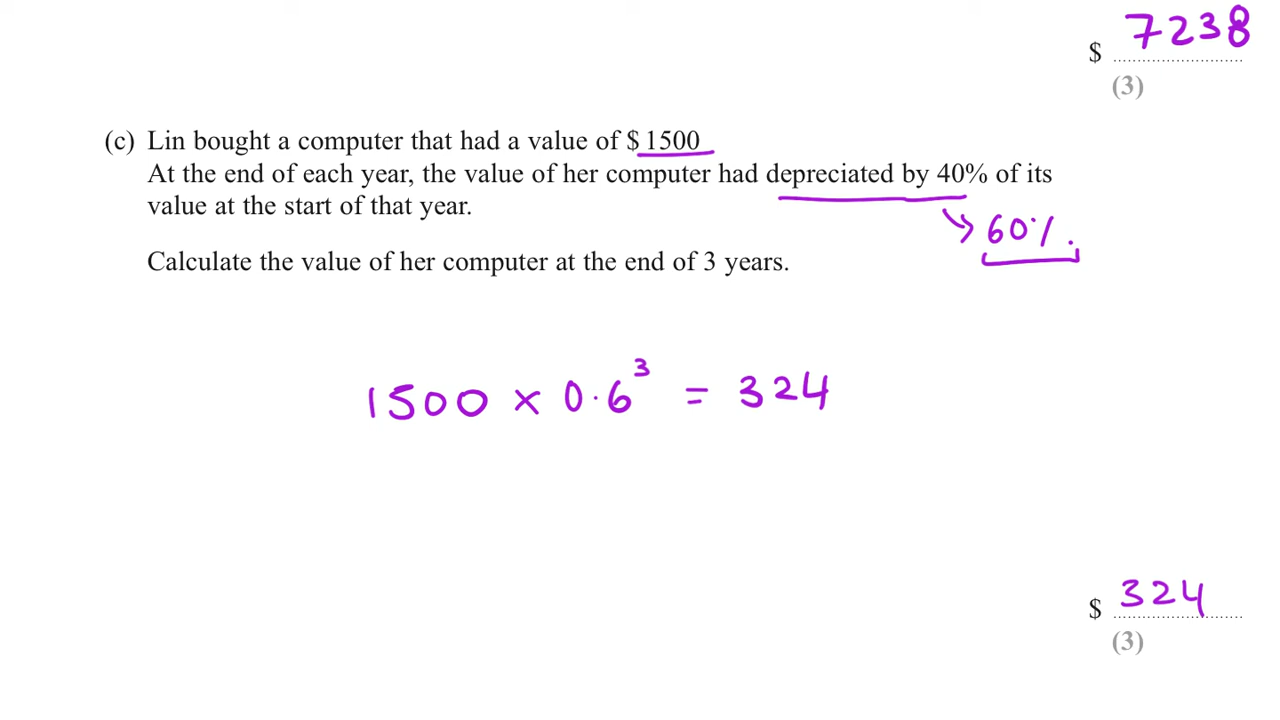 7238
$ ........................
(3)
(c) Lin bought a computer that had a value of $ 1500
At the end of each year, the value of her computer had depreciated by 40% of its
value at the start of that year.
60%.
Calculate the value of her computer at the end of 3 years.
1500 × 0.6³ = 324
324
$ ........................
(3)